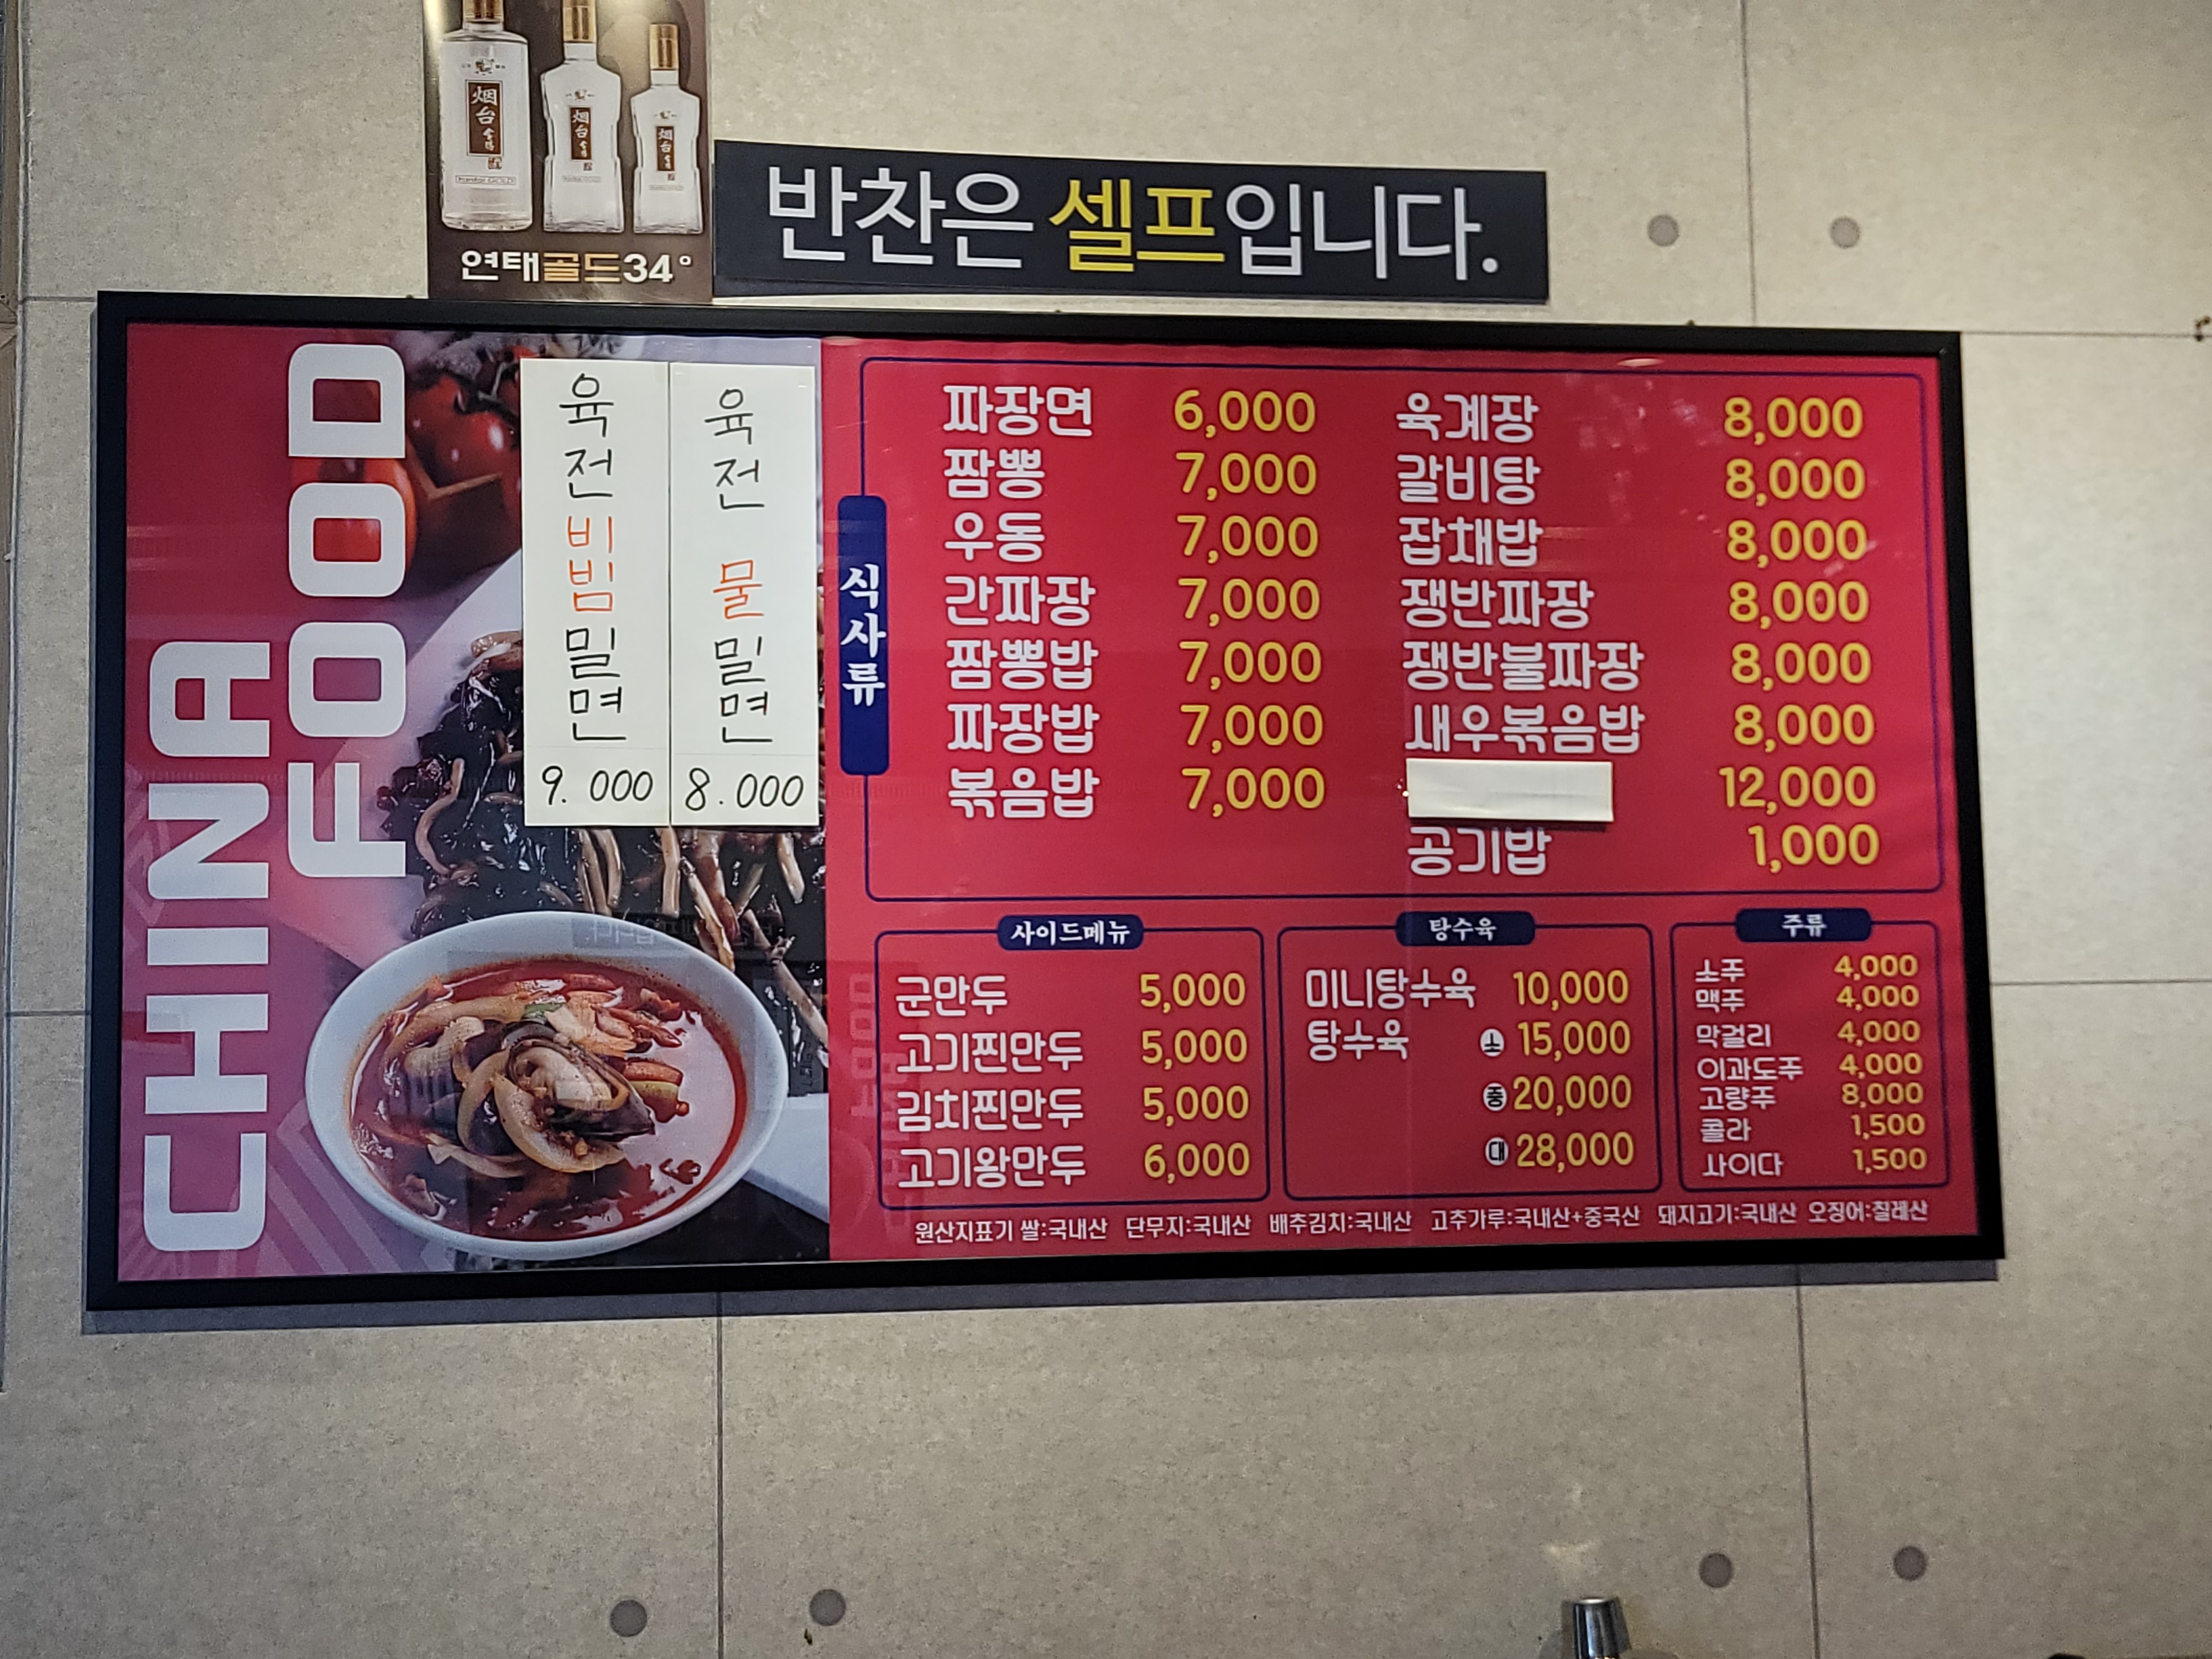 烟台
烟台
烟台
연태골드34°
반찬은 셀프입니다.
CHINA
FOOD
육전비빔밀면
9.000
육전 물밀면
8.000
식사류
짜장면 6,000
짬뽕 7,000
우동 7,000
간짜장 7,000
짬뽕밥 7,000
짜장밥 7,000
볶음밥 7,000
육계장 8,000
갈비탕 8,000
잡채밥 8,000
쟁반짜장 8,000
쟁반불짜장 8,000
새우볶음밥 8,000
12,000
공기밥 1,000
사이드메뉴
군만두 5,000
고기찐만두 5,000
김치찐만두 5,000
고기왕만두 6,000
탕수육
미니탕수육 10,000
탕수육 소 15,000
중 20,000
대 28,000
주류
소주 4,000
맥주 4,000
막걸리 4,000
이과도주 4,000
고량주 8,000
콜라 1,500
사이다 1,500
원산지표기 쌀:국내산 단무지:국내산 배추김치:국내산 고추가루:국내산+중국산 돼지고기:국내산 오징어:칠레산